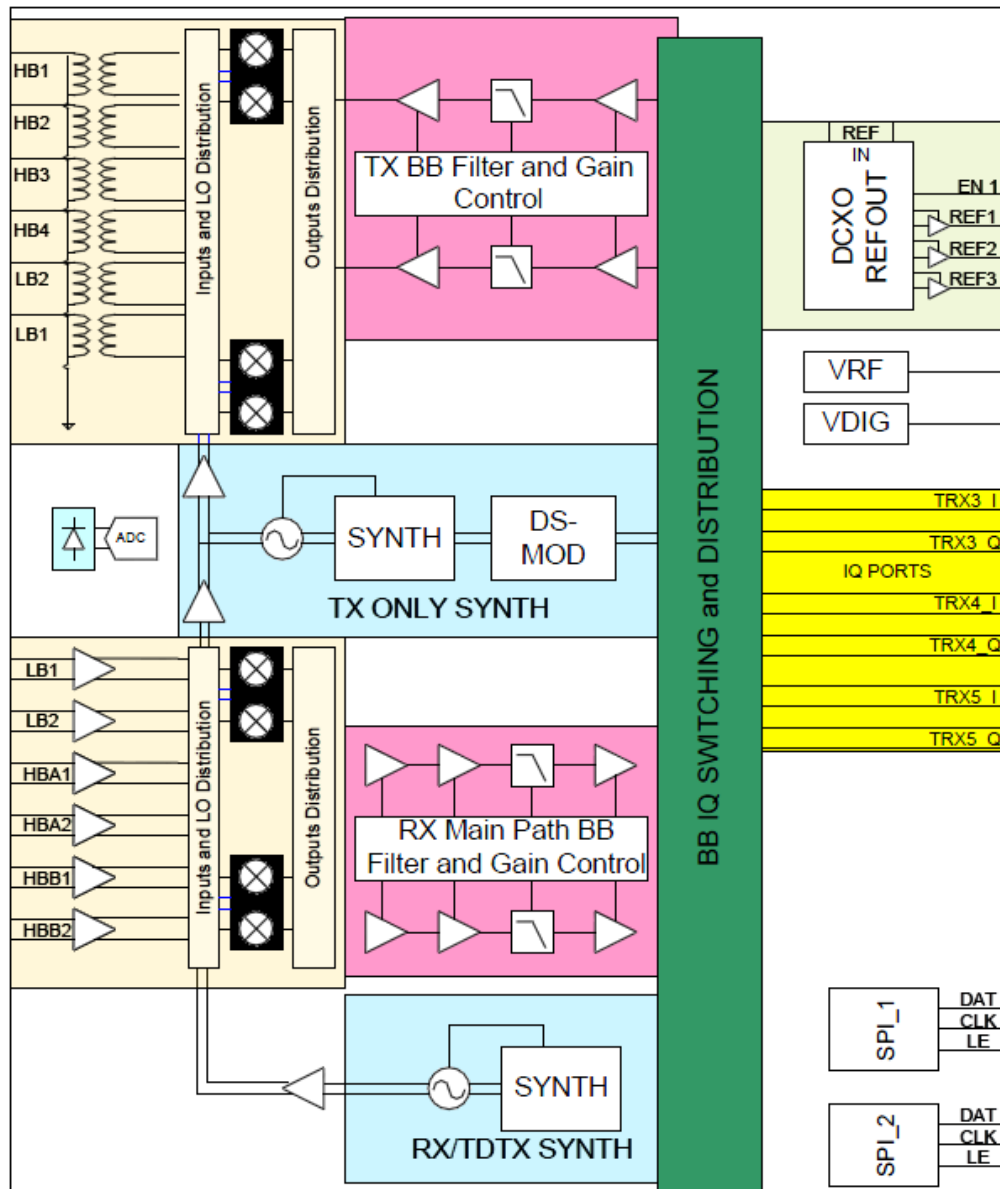 HB1
HB2
HB3
HB4
LB2
LB1
Inputs and LO Distribution
Outputs Distribution
TX BB Filter and Gain
Control
BB IQ SWITCHING and DISTRIBUTION
REF
IN
DCXO
REFOUT
EN 1
REF1
REF2
REF3
VRF
VDIG
ADC
SYNTH
DS-
MOD
TX ONLY SYNTH
TRX3_I
TRX3_Q
IQ PORTS
TRX4_I
TRX4_Q
TRX5_I
TRX5_Q
LB1
LB2
HBA1
HBA2
HBB1
HBB2
Inputs and LO Distribution
Outputs Distribution
RX Main Path BB
Filter and Gain Control
SYNTH
RX/TDTX SYNTH
SPI_1
DAT
CLK
LE
SPI_2
DAT
CLK
LE